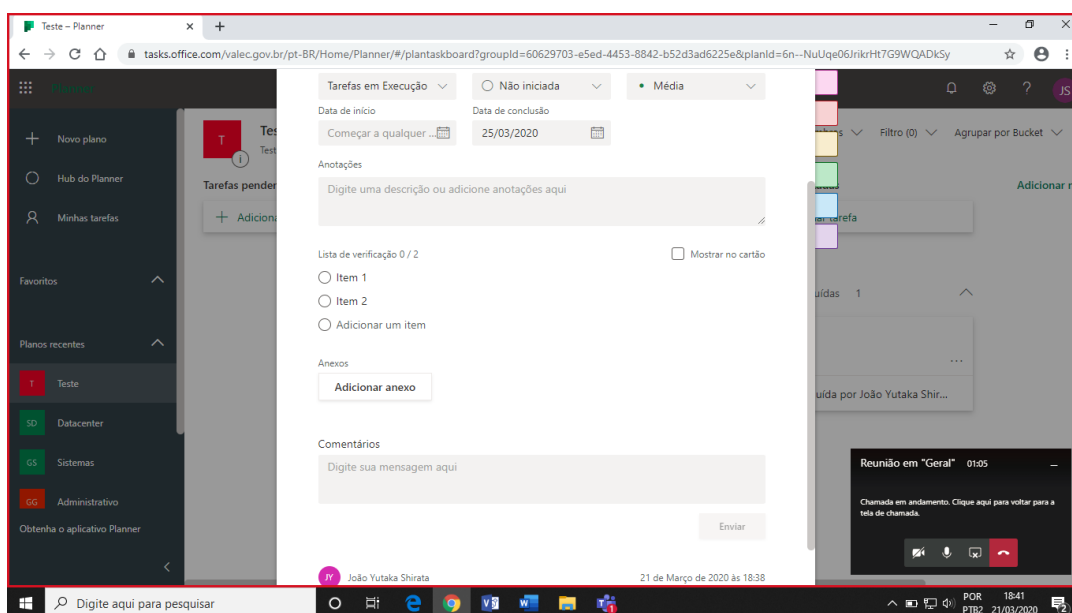 Teste – Planner
tasks.office.com/valec.gov.br/pt-BR/Home/Planner/#/plantaskboard?groupId=60629703-e5ed-4453-8842-b52d3ad6225e&planId=6n--NuUqe06JrikrHt7G9WQADkSy
Planner
JS
Novo plano
Hub do Planner
Minhas tarefas
Favoritos
Planos recentes
T Teste
SD Datacenter
GS Sistemas
GG Administrativo
Obtenha o aplicativo Planner
T
Tes
Test
Filtro (0)
Agrupar por Bucket
Tarefas pender
Adicionar r
Adiciona
tarefa
Tarefas em Execução
Não iniciada
Média
Data de início
Data de conclusão
Começar a qualquer ...
25/03/2020
Anotações
Digite uma descrição ou adicione anotações aqui
Lista de verificação 0 / 2
Mostrar no cartão
Item 1
Item 2
Adicionar um item
Anexos
Adicionar anexo
Comentários
Digite sua mensagem aqui
Enviar
JY João Yutaka Shirata
21 de Março de 2020 às 18:38
uídas 1
uída por João Yutaka Shir...
Reunião em "Geral" 01:05
Chamada em andamento. Clique aqui para voltar para a
tela de chamada.
Digite aqui para pesquisar
POR
PTB2
18:41
21/03/2020